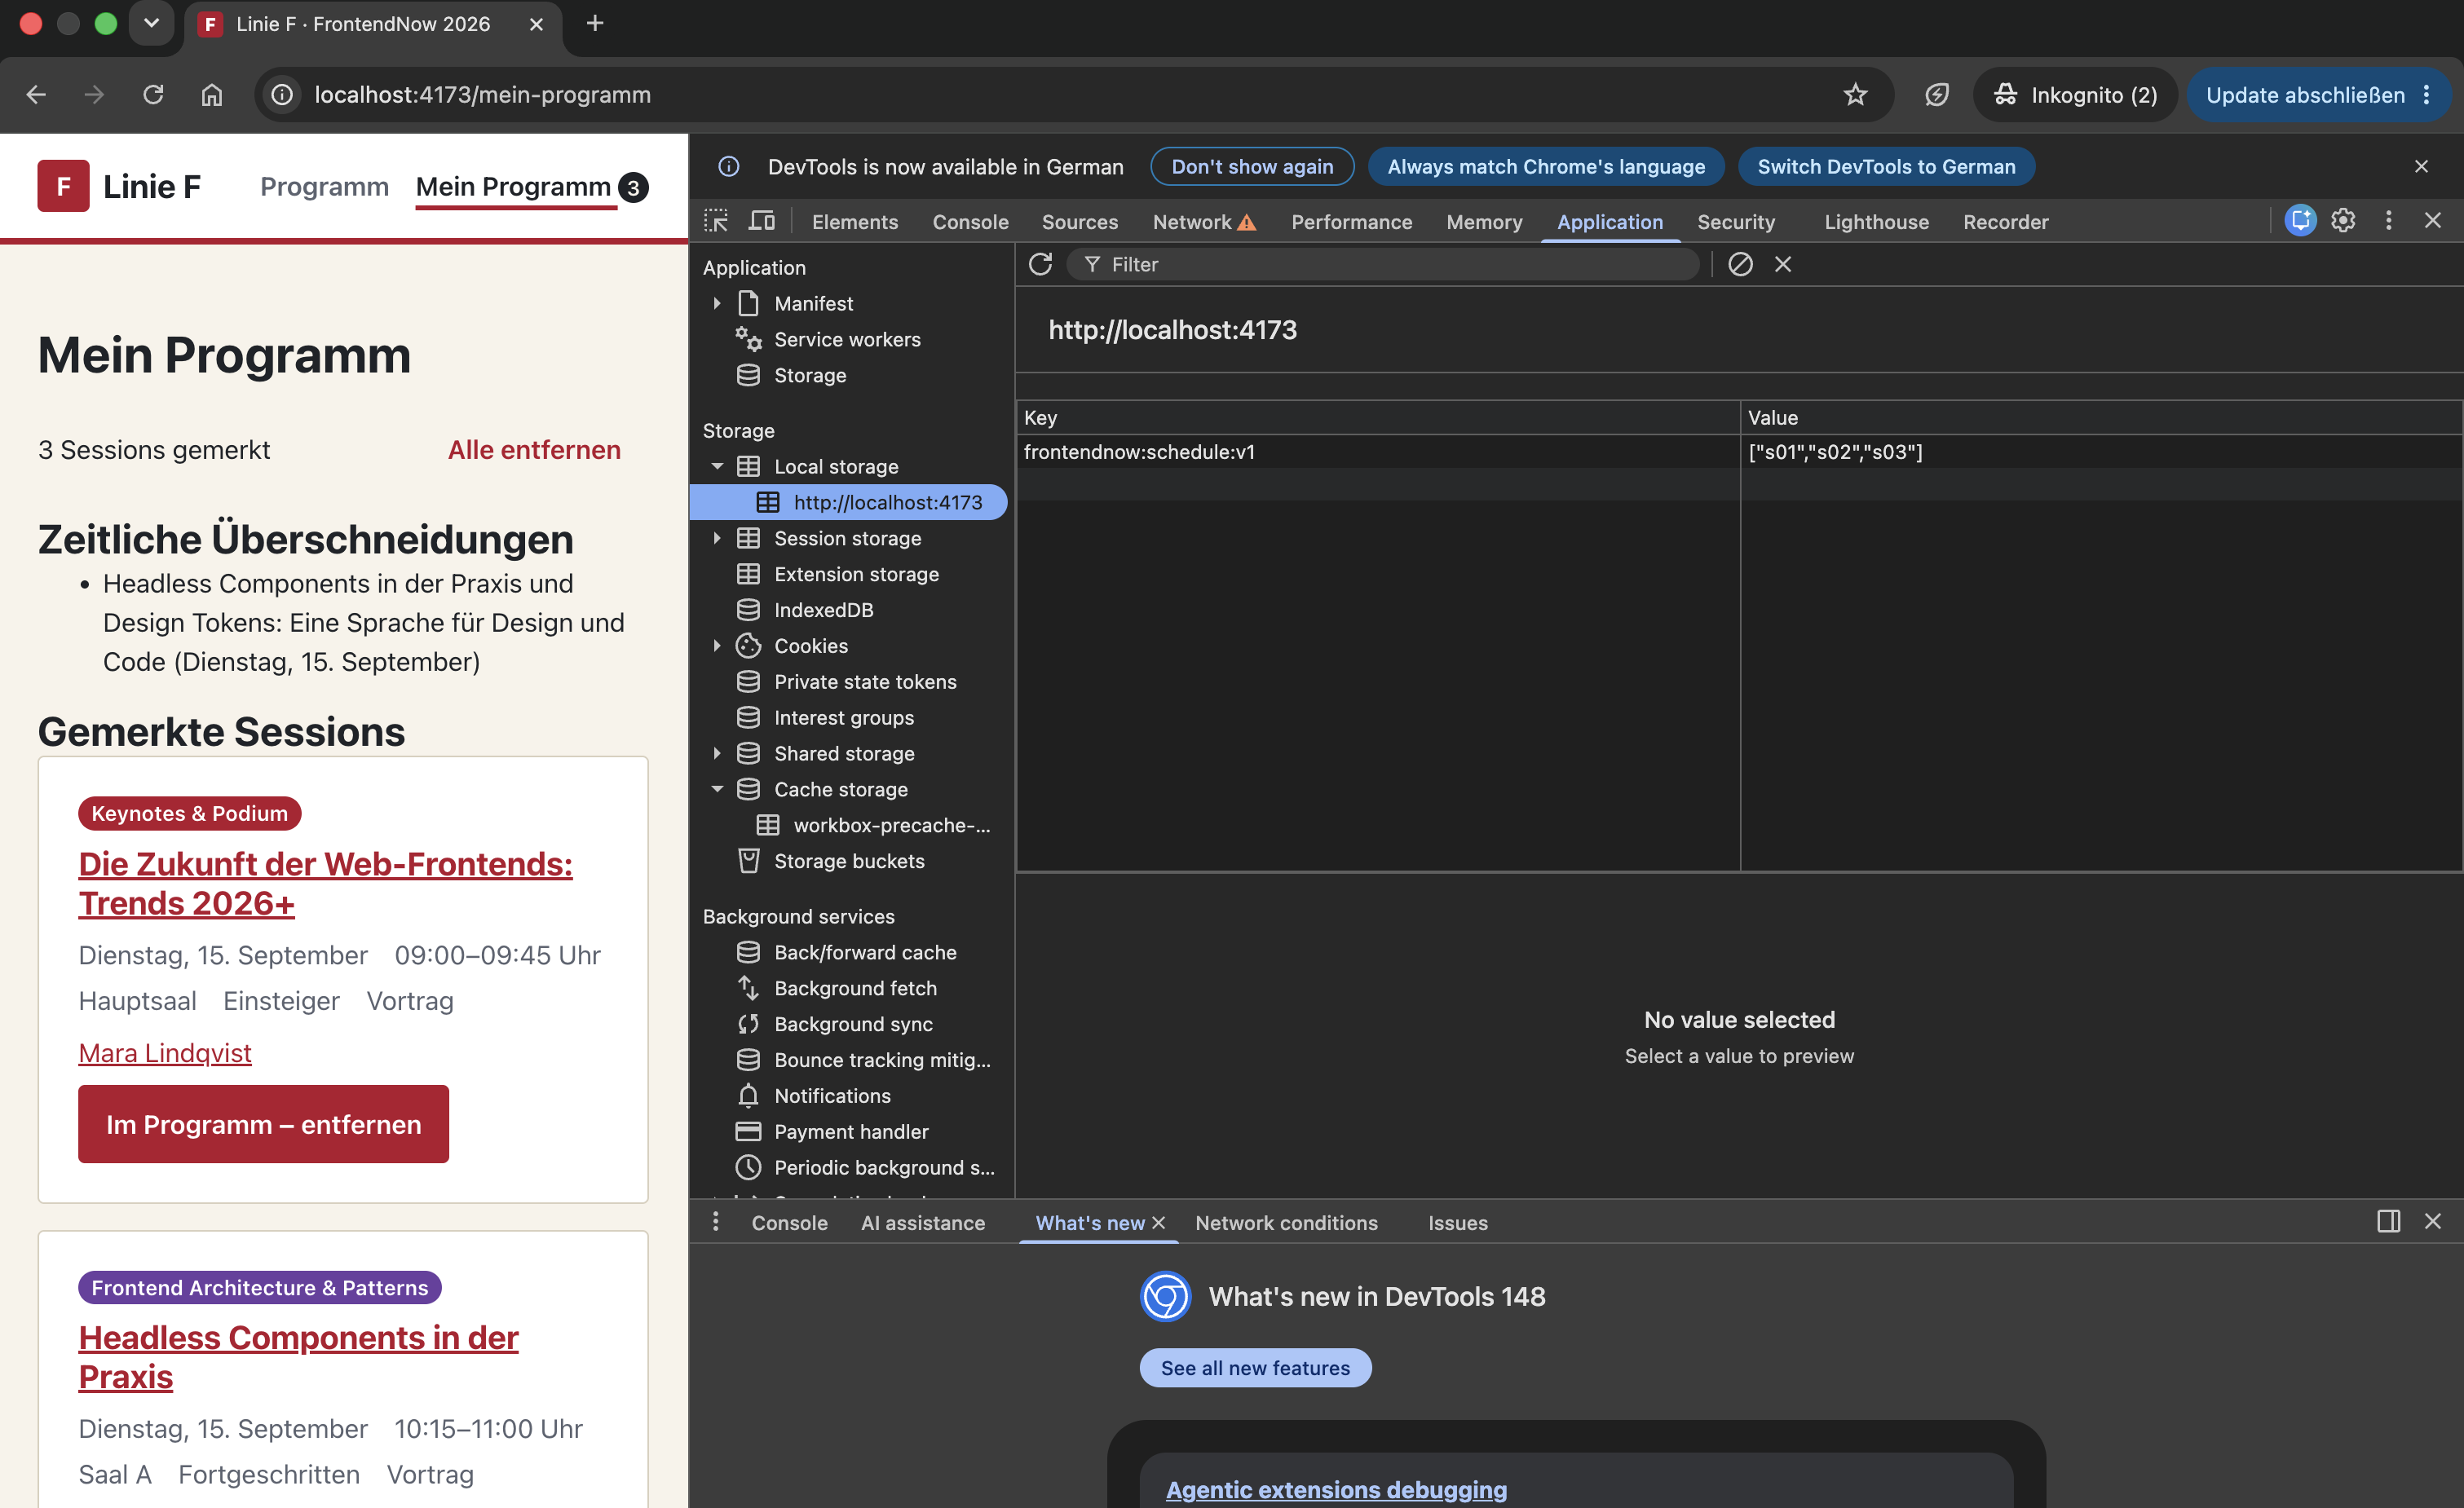 F Linie F · FrontendNow 2026
localhost:4173/mein-programm
Inkognito (2)
Update abschließen
F Linie F
Programm
Mein Programm 3
Mein Programm
3 Sessions gemerkt
Alle entfernen
Zeitliche Überschneidungen
• Headless Components in der Praxis und
Design Tokens: Eine Sprache für Design und
Code (Dienstag, 15. September)
Gemerkte Sessions
Keynotes & Podium
Die Zukunft der Web-Frontends:
Trends 2026+
Dienstag, 15. September 09:00–09:45 Uhr
Hauptsaal Einsteiger Vortrag
Mara Lindqvist
Im Programm – entfernen
Frontend Architecture & Patterns
Headless Components in der
Praxis
Dienstag, 15. September 10:15–11:00 Uhr
Saal A Fortgeschritten Vortrag
DevTools is now available in German
Don't show again
Always match Chrome's language
Switch DevTools to German
Elements
Console
Sources
Network
Performance
Memory
Application
Security
Lighthouse
Recorder
Application
Manifest
Service workers
Storage
Storage
Local storage
http://localhost:4173
Session storage
Extension storage
IndexedDB
Cookies
Private state tokens
Interest groups
Shared storage
Cache storage
workbox-precache-...
Storage buckets
Background services
Back/forward cache
Background fetch
Background sync
Bounce tracking mitig...
Notifications
Payment handler
Periodic background s...
Filter
http://localhost:4173
Key
Value
frontendnow:schedule:v1
["s01","s02","s03"]
No value selected
Select a value to preview
Console
AI assistance
What's new
Network conditions
Issues
What's new in DevTools 148
See all new features
Agentic extensions debugging